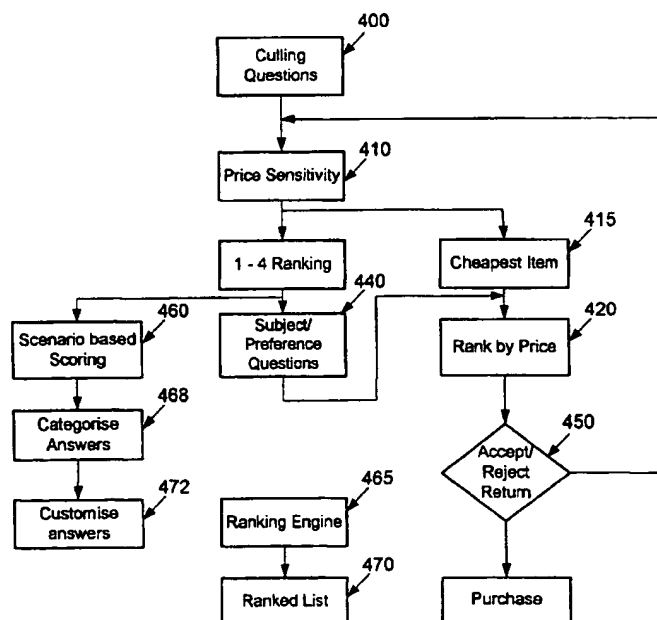 400
Culling
Questions
410
Price Sensitivity
415
1 - 4 Ranking
Cheapest Item
440
460
Subject/
Preference
Questions
420
Scenario based
Scoring
Rank by Price
468
Categorise
Answers
450
Accept/
Reject
Return
472
Customise
answers
465
Ranking Engine
470
Ranked List
Purchase